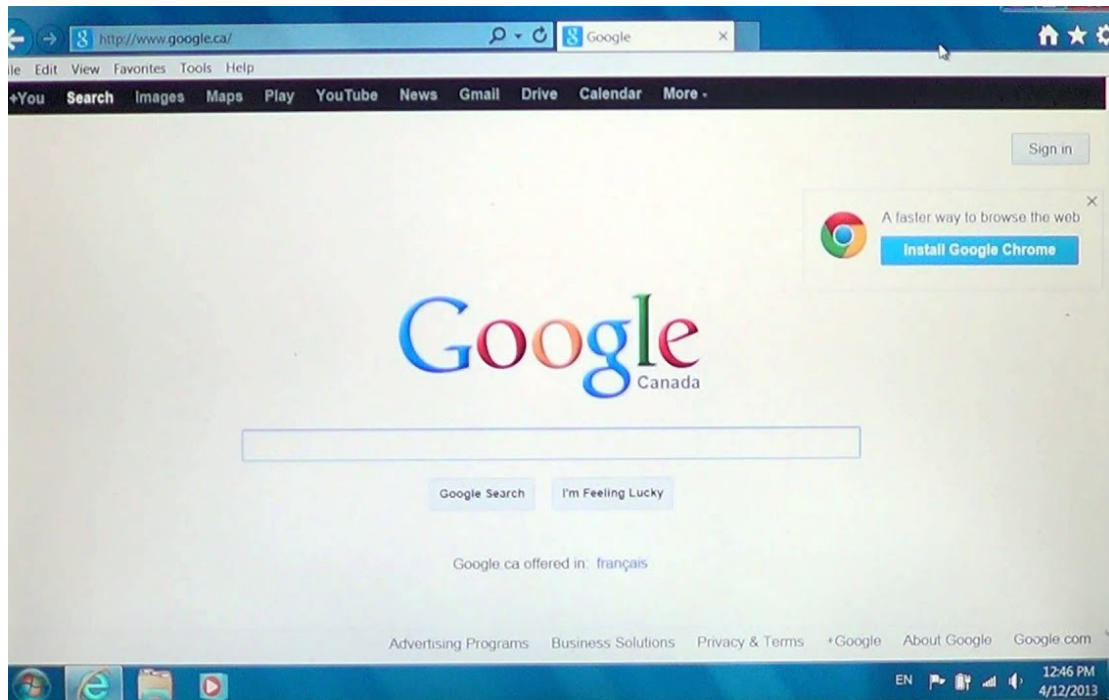 http://www.google.ca/ Google
Edit View Favorites Tools Help
+You Search Images Maps Play YouTube News Gmail Drive Calendar More
Sign in
A faster way to browse the web
Install Google Chrome
Google
Canada
Google Search I'm Feeling Lucky
Google.ca offered in: français
Advertising Programs Business Solutions Privacy & Terms +Google About Google Google.com
EN 12:46 PM
4/12/2013